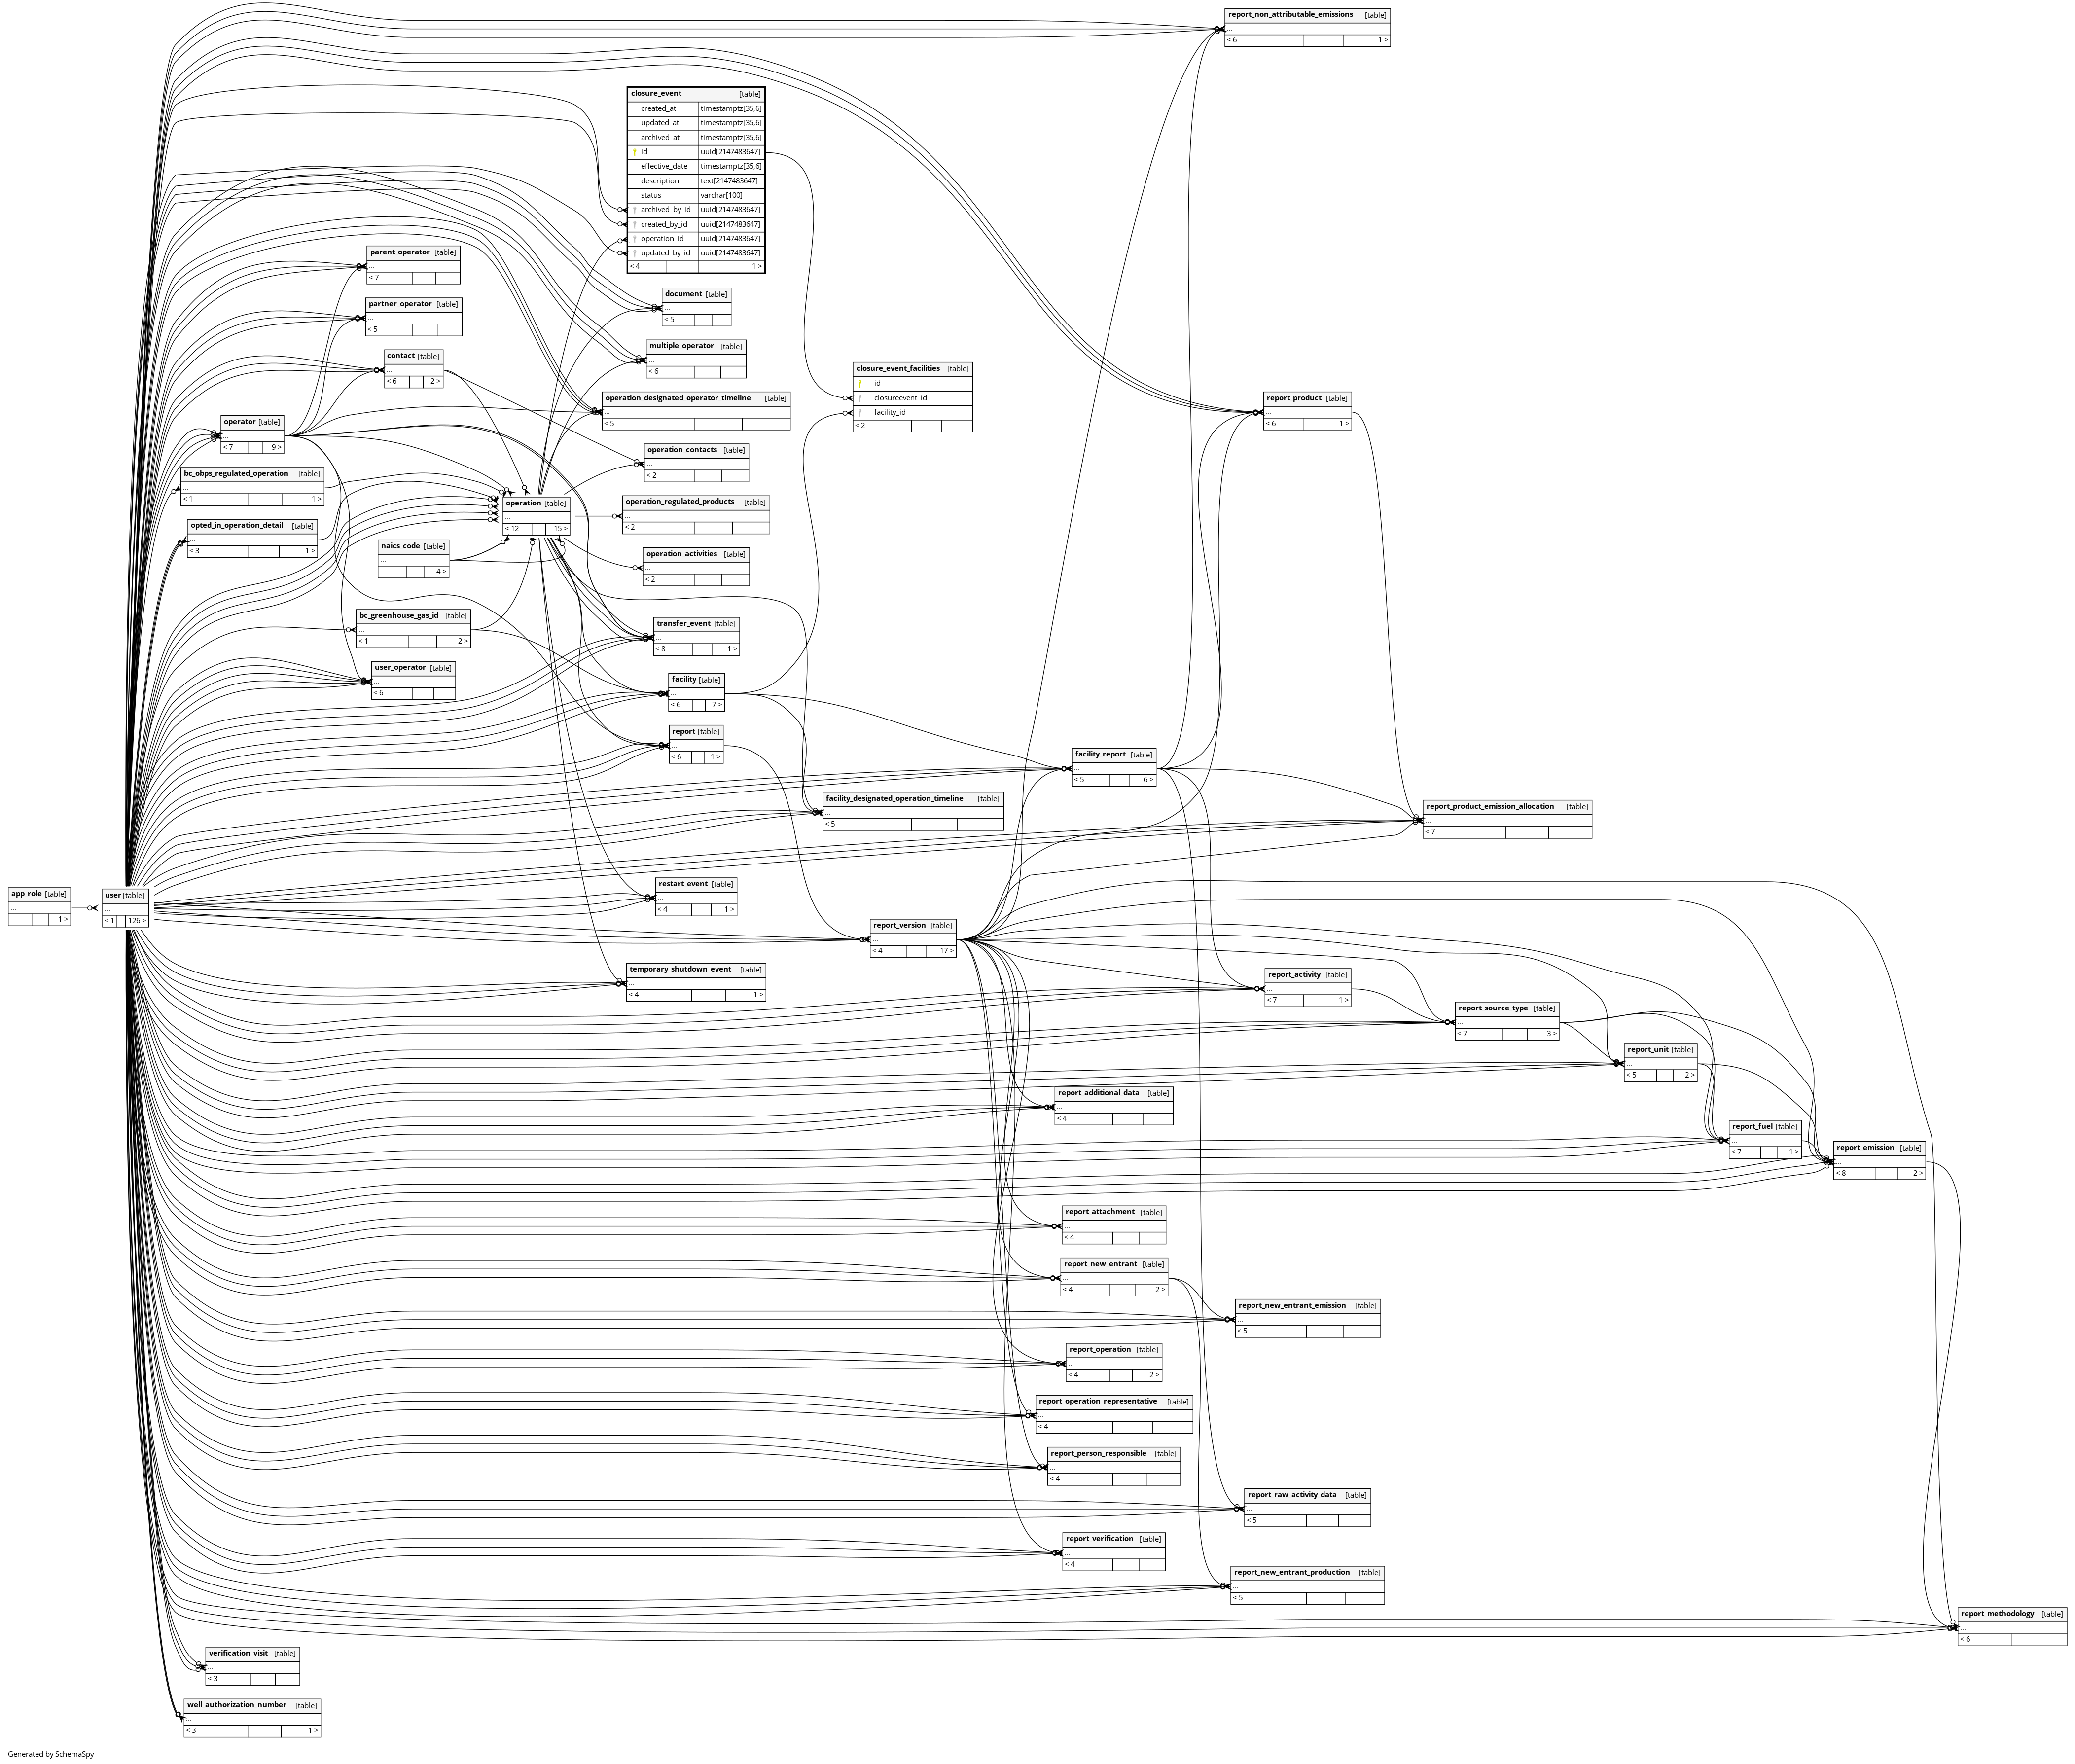 report_non_attributable_emissions [table]
...
< 6 1 >
closure_event [table]
created_at timestamptz[35,6]
updated_at timestamptz[35,6]
archived_at timestamptz[35,6]
id uuid[2147483647]
effective_date timestamptz[35,6]
description text[2147483647]
status varchar[100]
archived_by_id uuid[2147483647]
created_by_id uuid[2147483647]
operation_id uuid[2147483647]
updated_by_id uuid[2147483647]
< 4 1 >
parent_operator [table]
...
< 7
document [table]
...
< 5
partner_operator [table]
...
< 5
multiple_operator [table]
...
< 6
contact [table]
...
< 6 2 >
closure_event_facilities [table]
id
closureevent_id
facility_id
< 2
operation_designated_operator_timeline [table]
...
< 5
report_product [table]
...
< 6 1 >
operator [table]
...
< 7 9 >
operation_contacts [table]
...
< 2
bc_obps_regulated_operation [table]
...
< 1 1 >
operation [table]
...
< 12 15 >
operation_regulated_products [table]
...
< 2
opted_in_operation_detail [table]
...
< 3 1 >
naics_code [table]
...
4 >
operation_activities [table]
...
< 2
bc_greenhouse_gas_id [table]
...
< 1 2 >
transfer_event [table]
...
< 8 1 >
user_operator [table]
...
< 6
facility [table]
...
< 6 7 >
report [table]
...
< 6 1 >
facility_report [table]
...
< 5 6 >
facility_designated_operation_timeline [table]
...
< 5
report_product_emission_allocation [table]
...
< 7
app_role [table]
...
1 >
user [table]
...
< 1 126 >
restart_event [table]
...
< 4 1 >
report_version [table]
...
< 4 17 >
temporary_shutdown_event [table]
...
< 4 1 >
report_activity [table]
...
< 7 1 >
report_source_type [table]
...
< 7 3 >
report_unit [table]
...
< 5 2 >
report_additional_data [table]
...
< 4
report_fuel [table]
...
< 7 1 >
report_emission [table]
...
< 8 2 >
report_attachment [table]
...
< 4
report_new_entrant [table]
...
< 4 2 >
report_new_entrant_emission [table]
...
< 5
report_operation [table]
...
< 4 2 >
report_operation_representative [table]
...
< 4
report_person_responsible [table]
...
< 4
report_raw_activity_data [table]
...
< 5
report_verification [table]
...
< 4
report_new_entrant_production [table]
...
< 5
report_methodology [table]
...
< 6
verification_visit [table]
...
< 3
well_authorization_number [table]
...
< 3 1 >
Generated by SchemaSpy